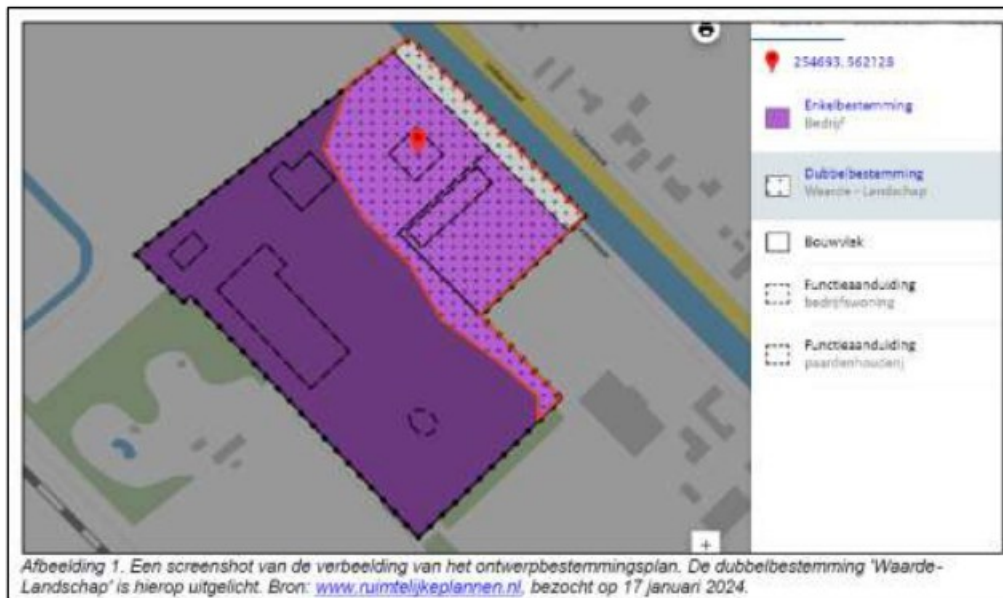 254693, 562128
Enkelbestemming
Bedrijf
Dubbelbestemming
Waarde - Landschap
Bouwvlak
Functieaanduiding
bedrijfswoning
Functieaanduiding
paardenhouderij
+
Afbeelding 1. Een screenshot van de verbeelding van het ontwerpbestemmingsplan. De dubbelbestemming 'Waarde-
Landschap' is hierop uitgelicht. Bron: www.ruimtelijkeplannen.nl, bezocht op 17 januari 2024.